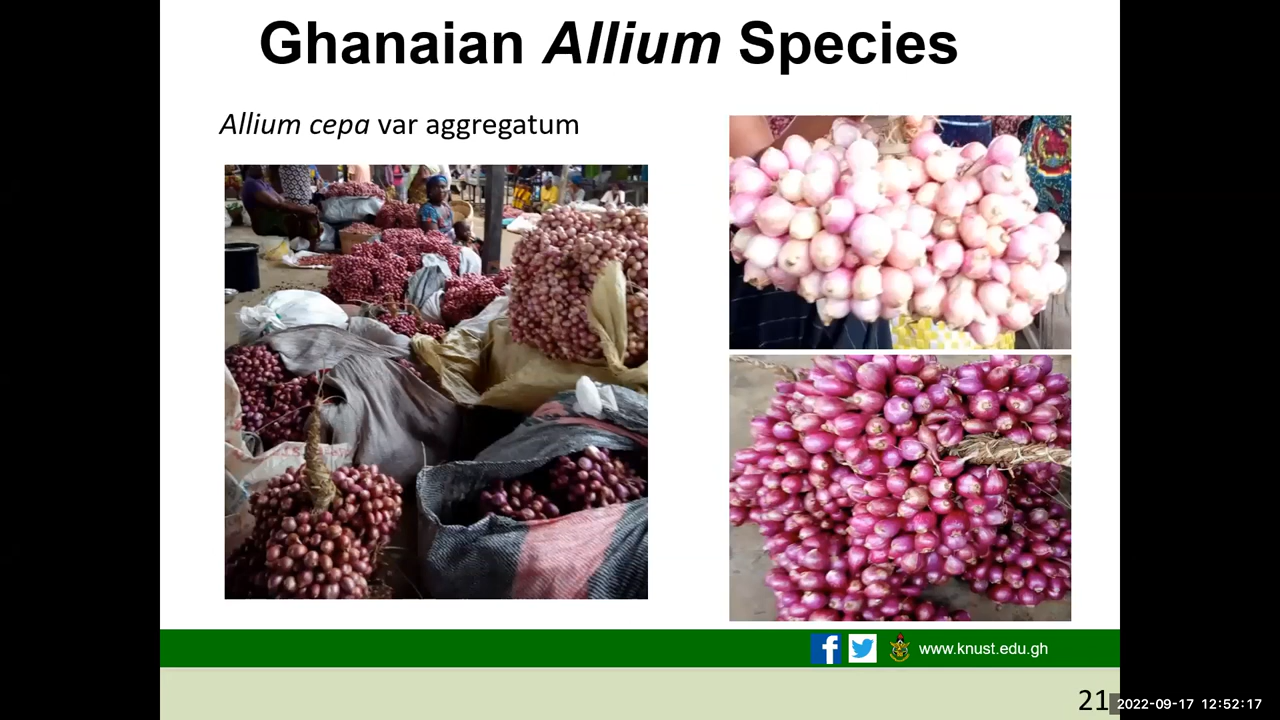 Ghanaian Allium Species
Allium cepa var aggregatum
www.knust.edu.gh
21
2022-09-17 12:52:17